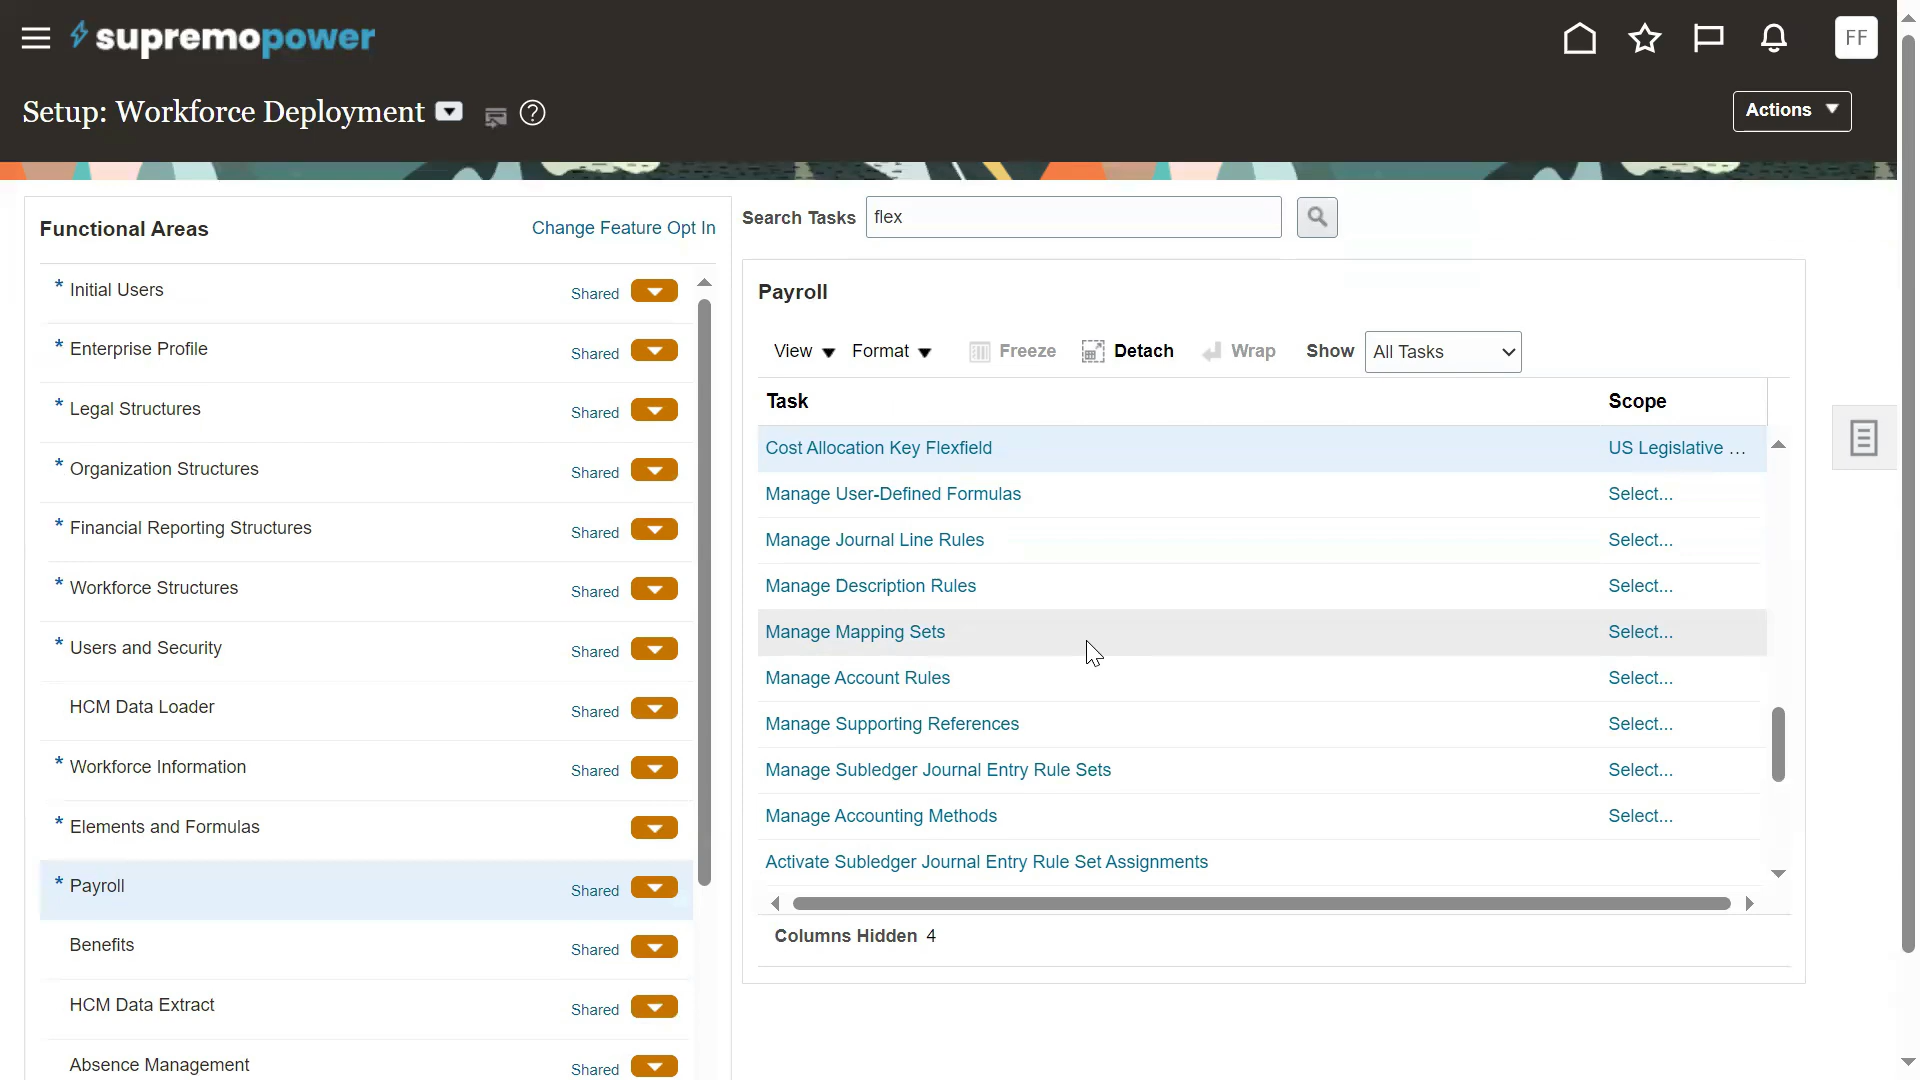 supremopower
FF
Setup: Workforce Deployment
Actions
Functional Areas
Change Feature Opt In
Search Tasks flex
* Initial Users Shared
* Enterprise Profile Shared
* Legal Structures Shared
* Organization Structures Shared
* Financial Reporting Structures Shared
* Workforce Structures Shared
* Users and Security Shared
HCM Data Loader Shared
* Workforce Information Shared
* Elements and Formulas
* Payroll Shared
Benefits Shared
HCM Data Extract Shared
Absence Management Shared
Payroll
View Format Freeze Detach Wrap Show All Tasks
Task Scope
Cost Allocation Key Flexfield US Legislative ...
Manage User-Defined Formulas Select...
Manage Journal Line Rules Select...
Manage Description Rules Select...
Manage Mapping Sets Select...
Manage Account Rules Select...
Manage Supporting References Select...
Manage Subledger Journal Entry Rule Sets Select...
Manage Accounting Methods Select...
Activate Subledger Journal Entry Rule Set Assignments
Columns Hidden 4